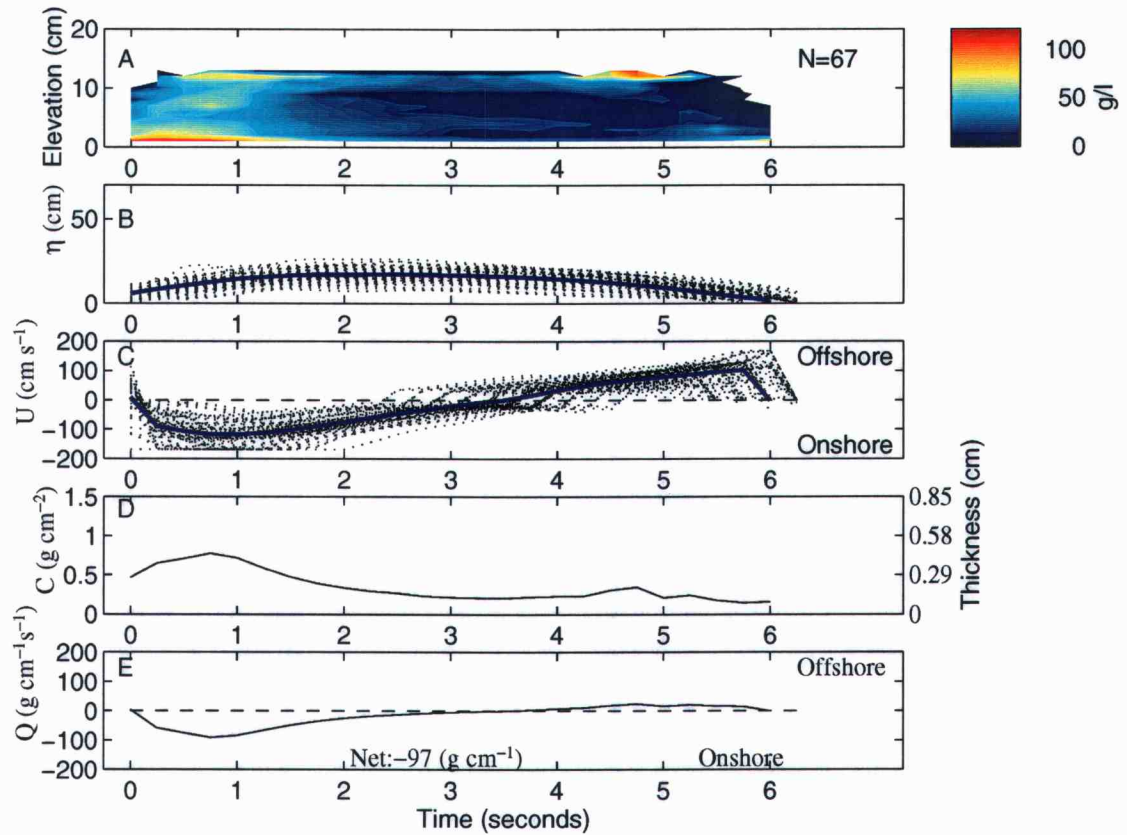 20
10
0
Elevation (cm)
A
N=67
0 1 2 3 4 5 6
100
50
0
g/l
50
0
η (cm)
B
0 1 2 3 4 5 6
200
100
0
−100
−200
U (cm s⁻¹)
C
Offshore
Onshore
0 1 2 3 4 5 6
1.5
1
0.5
0
C (g cm⁻²)
D
0.85
0.58
0.29
0
Thickness (cm)
0 1 2 3 4 5 6
200
100
0
−100
−200
Q (g cm⁻¹s⁻¹)
E
Offshore
Net:−97 (g cm⁻¹)
Onshore
0 1 2 3 4 5 6
Time (seconds)